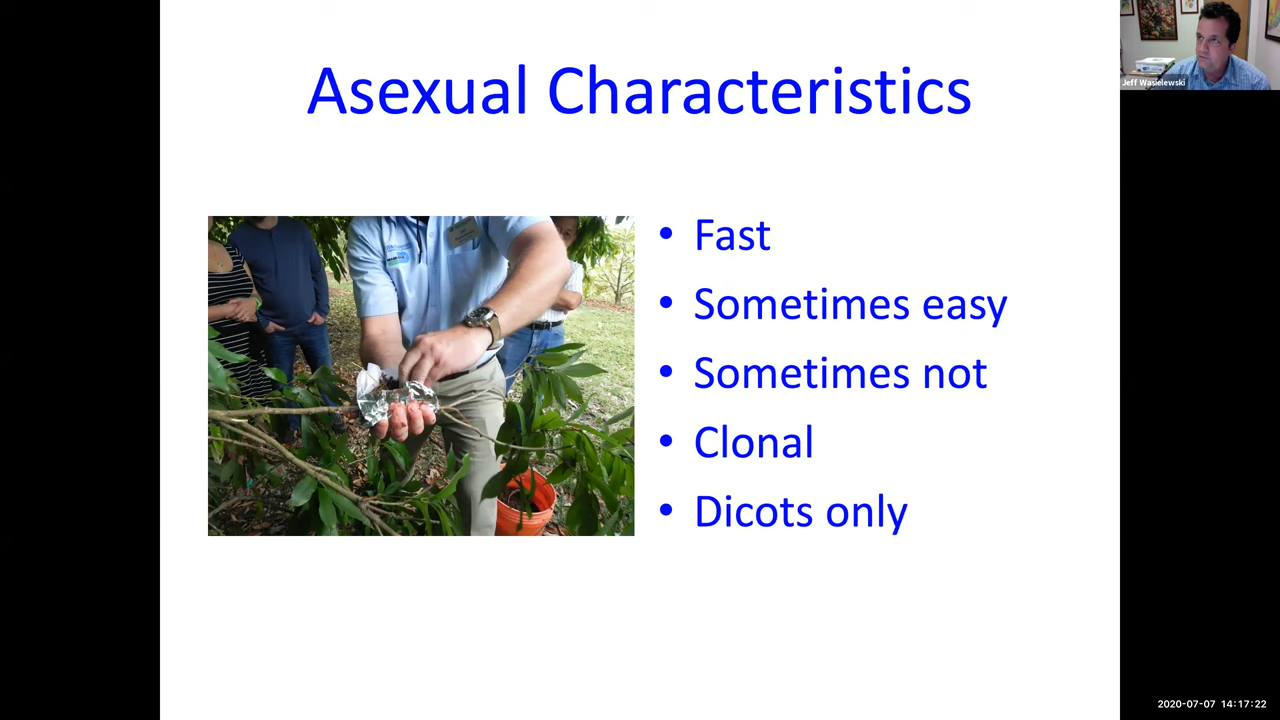 Asexual Characteristics
Jeff Wasielewski
• Fast
• Sometimes easy
• Sometimes not
• Clonal
• Dicots only
2020-07-07 14:17:22